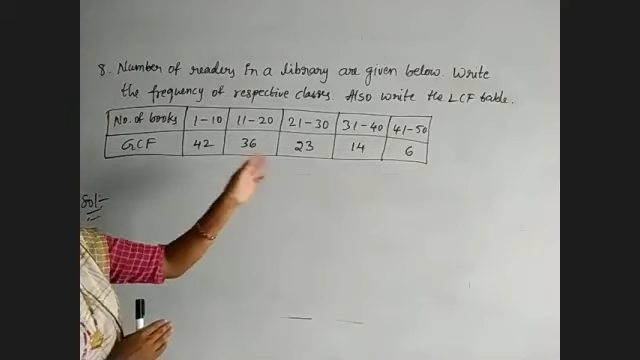 8. Number of readers in a library are given below. Write
the frequency of respective classes. Also write the LCF table.
No. of books 1-10 11-20 21-30 31-40 41-50
GCF 42 36 23 14 6
Sol:-